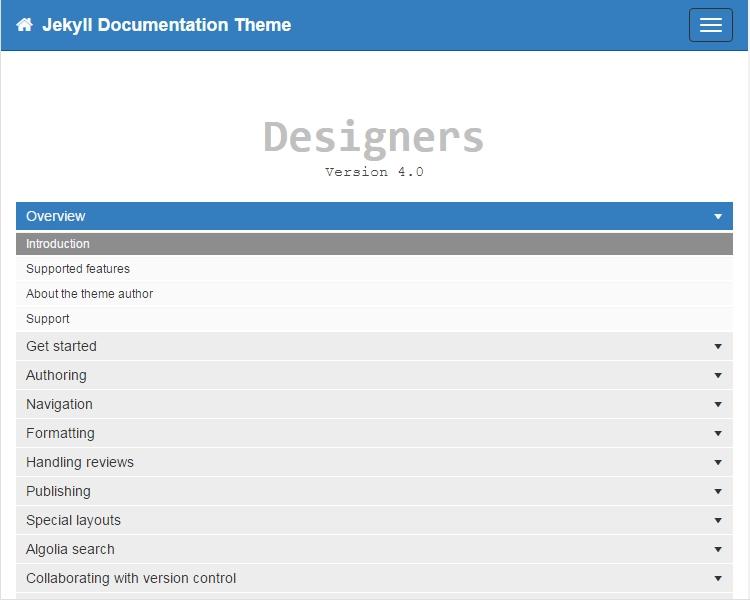 Jekyll Documentation Theme
Designers
Version 4.0
Overview
Introduction
Supported features
About the theme author
Support
Get started
Authoring
Navigation
Formatting
Handling reviews
Publishing
Special layouts
Algolia search
Collaborating with version control